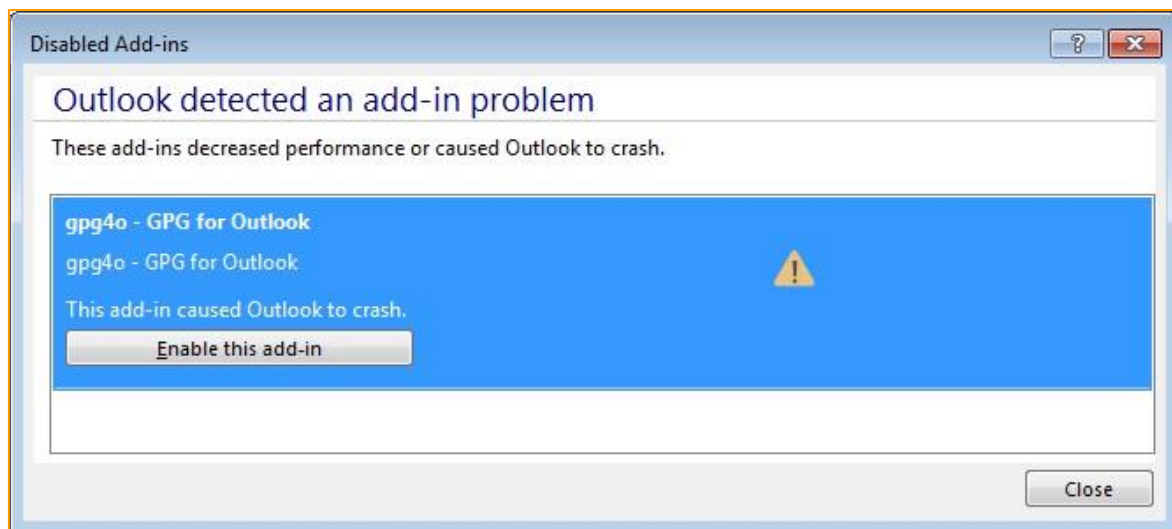 Disabled Add-ins
Outlook detected an add-in problem
These add-ins decreased performance or caused Outlook to crash.
gpg4o - GPG for Outlook
gpg4o - GPG for Outlook
This add-in caused Outlook to crash.
Enable this add-in
Close